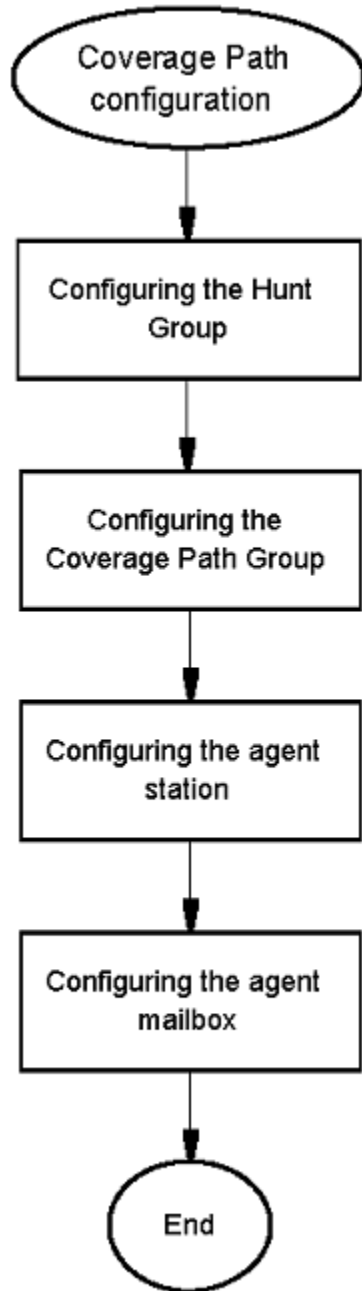 Coverage Path
configuration
Configuring the Hunt
Group
Configuring the
Coverage Path Group
Configuring the agent
station
Configuring the agent
mailbox
End